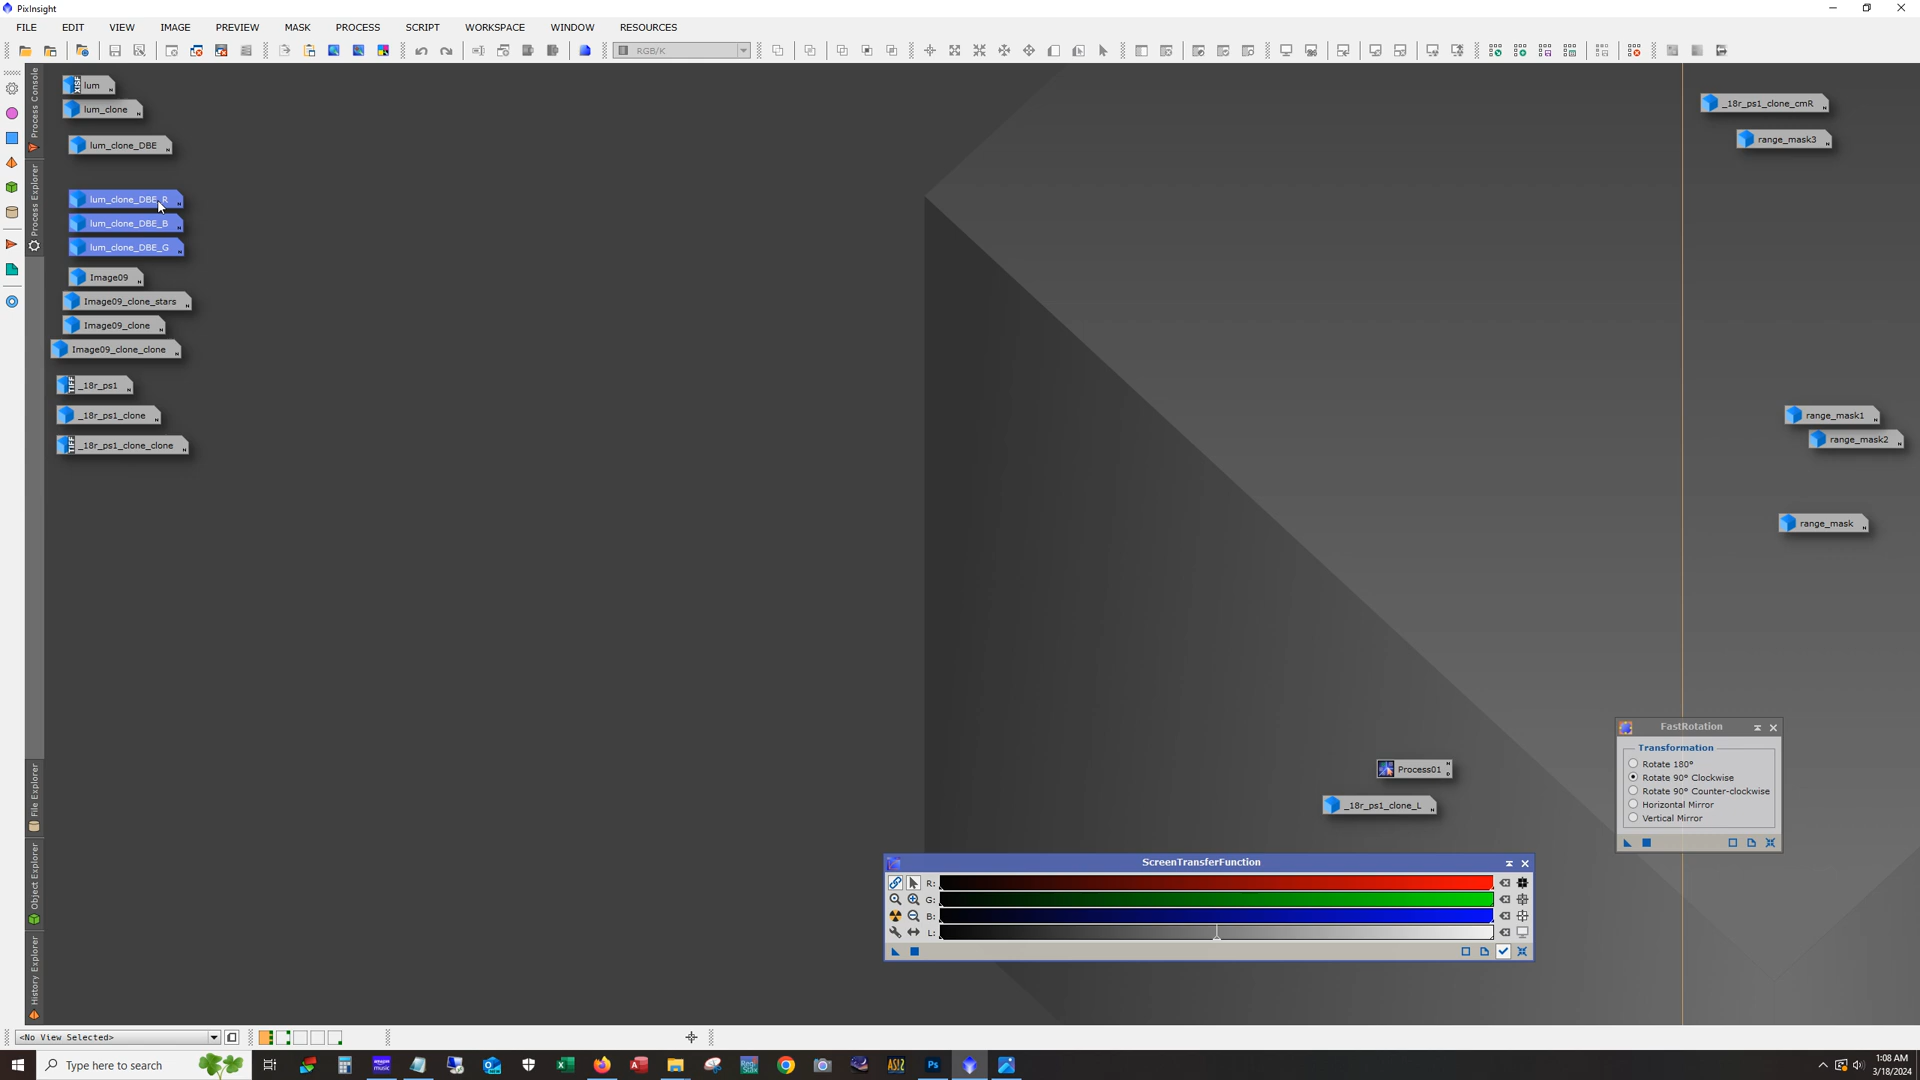 PixInsight
FILE EDIT VIEW IMAGE PREVIEW PROCESS MASK SCRIPT WORKSPACE WINDOW RESOURCES
RGB/K
Process Console
Process Explorer
File Explorer
Object Explorer
History Explorer
lum
lum_clone
lum_clone_DBE
lum_clone_DBE_R
lum_clone_DBE_B
lum_clone_DBE_G
Image09
Image09_clone_stars
Image09_clone
Image09_clone_clone
_18r_ps1
_18r_ps1_clone
_18r_ps1_clone_clone
_18r_ps1_clone_cmR
range_mask3
range_mask1
range_mask2
range_mask
Process01
_18r_ps1_clone_L
FastRotation
Transformation
Rotate 180°
Rotate 90° Clockwise
Rotate 90° Counter-clockwise
Horizontal Mirror
Vertical Mirror
ScreenTransferFunction
R:
G:
B:
L:
<No View Selected>
Type here to search
1:08 AM
3/18/2024